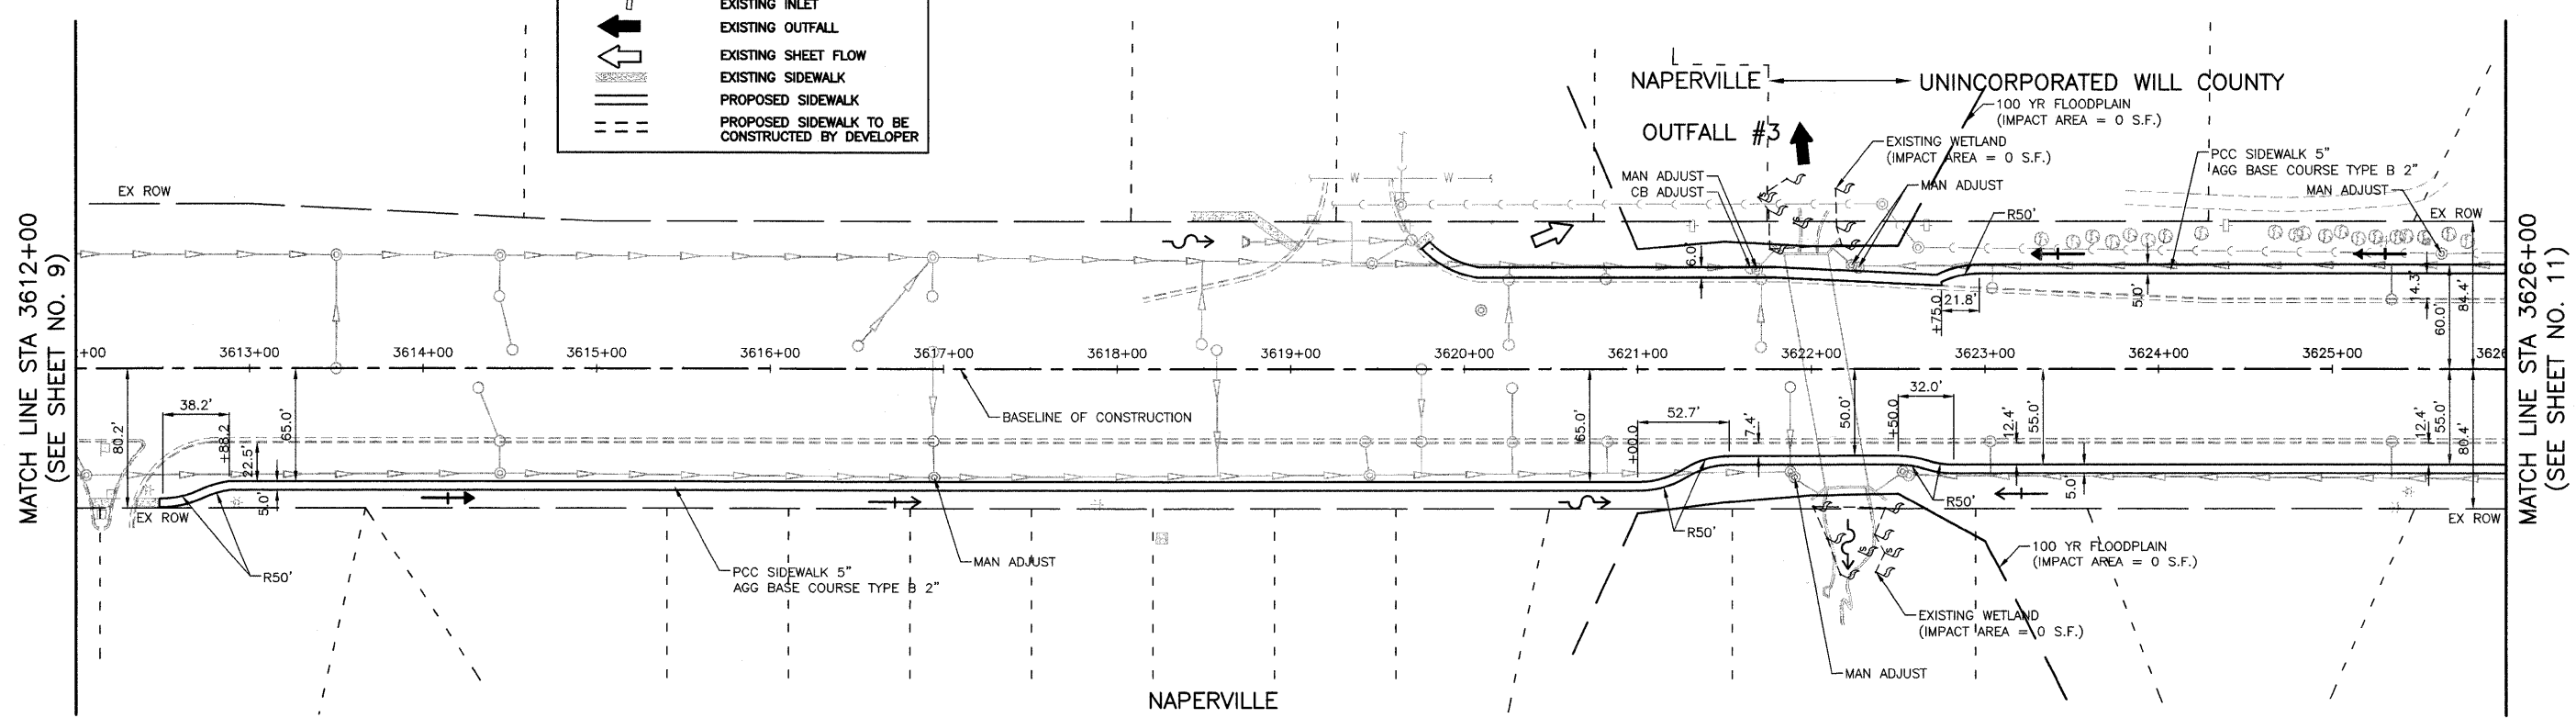 EXISTING INLET
EXISTING OUTFALL
EXISTING SHEET FLOW
EXISTING SIDEWALK
PROPOSED SIDEWALK
PROPOSED SIDEWALK TO BE
CONSTRUCTED BY DEVELOPER
NAPERVILLE
UNINCORPORATED WILL COUNTY
100 YR FLOODPLAIN
(IMPACT AREA = 0 S.F.)
OUTFALL #3
EXISTING WETLAND
(IMPACT AREA = 0 S.F.)
PCC SIDEWALK 5"
AGG BASE COURSE TYPE B 2"
MAN ADJUST
CB ADJUST
MAN ADJUST
MAN ADJUST
EX ROW
W
W
R50'
EX ROW
MATCH LINE STA 3612+00
(SEE SHEET NO. 9)
MATCH LINE STA 3626+00
(SEE SHEET NO. 11)
6.0'
+75.0
21.8'
5.0'
14.3'
60.0'
84.4'
+00
3613+00
3614+00
3615+00
3616+00
3617+00
3618+00
3619+00
3620+00
3621+00
3622+00
3623+00
3624+00
3625+00
3626
80.2'
38.2'
+88.2
22.5'
65.0'
5.0'
BASELINE OF CONSTRUCTION
65.0'
+00.0
52.7'
7.4'
50.0'
+50.0
32.0'
12.4'
55.0'
5.0'
12.4'
55.0'
80.4'
EX ROW
R50'
PCC SIDEWALK 5"
AGG BASE COURSE TYPE B 2"
MAN ADJUST
R50'
R50'
EX ROW
100 YR FLOODPLAIN
(IMPACT AREA = 0 S.F.)
EXISTING WETLAND
(IMPACT AREA = 0 S.F.)
MAN ADJUST
NAPERVILLE